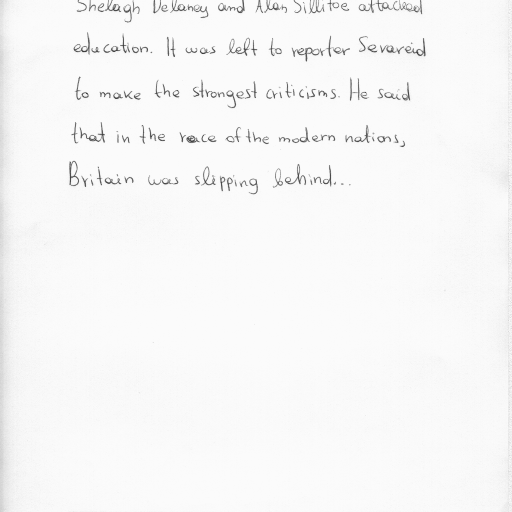 Shelagh Delaney and Alan Sillitoe attacked
education. It was left to reporter Sevareid
to make the strongest criticisms. He said
that in the race of the modern nations,
Britain was slipping behind...